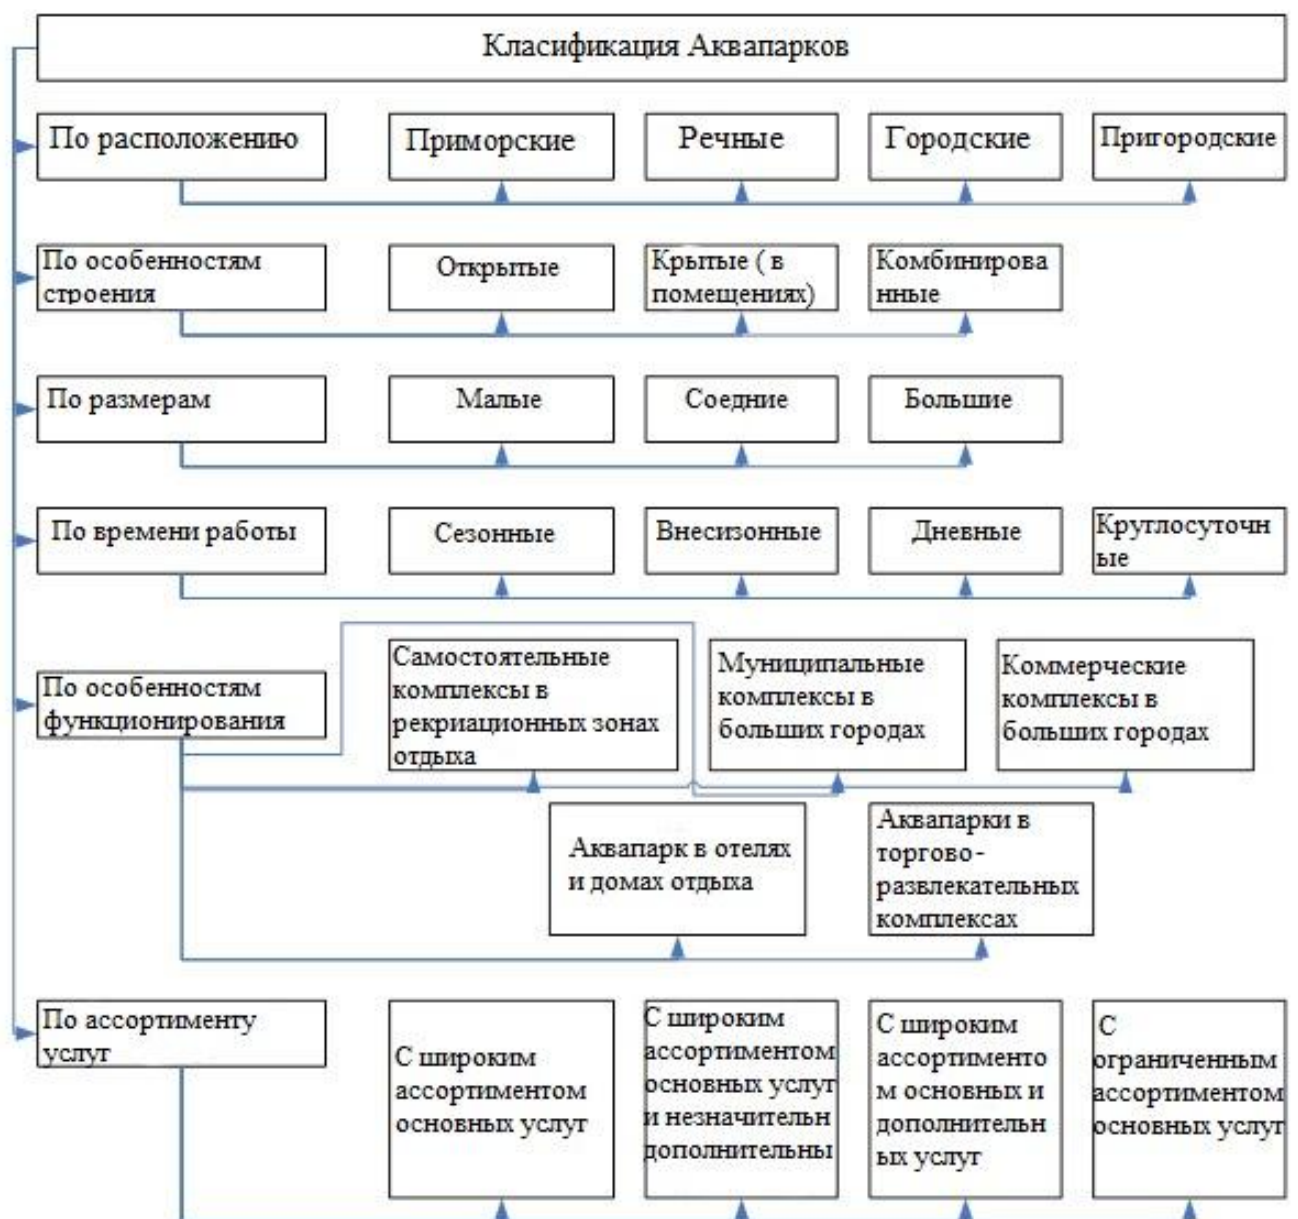 Класификация Аквапарков
По расположению
Приморские
Речные
Городские
Пригородские
По особенностям
строения
Открытые
Крытые ( в
помещениях)
Комбинирова
нные
По размерам
Малые
Соедние
Большие
По времени работы
Сезонные
Внесизонные
Дневные
Круглосуточн
ые
По особенностям
функционирования
Самостоятельные
комплексы в
рекриационных зонах
отдыха
Муниципальные
комплексы в
больших городах
Коммерческие
комплексы в
больших городах
Аквапарк в отелях
и домах отдыха
Аквапарки в
торгово-
развлекательных
комплексах
По ассортименту
услуг
С широким
ассортиментом
основных услуг
С широким
ассортиментом
основных услуг
и незначительн
дополнительны
С широким
ассортименто
м основных и
дополнительн
ых услуг
С
ограниченным
ассортиментом
основных услуг